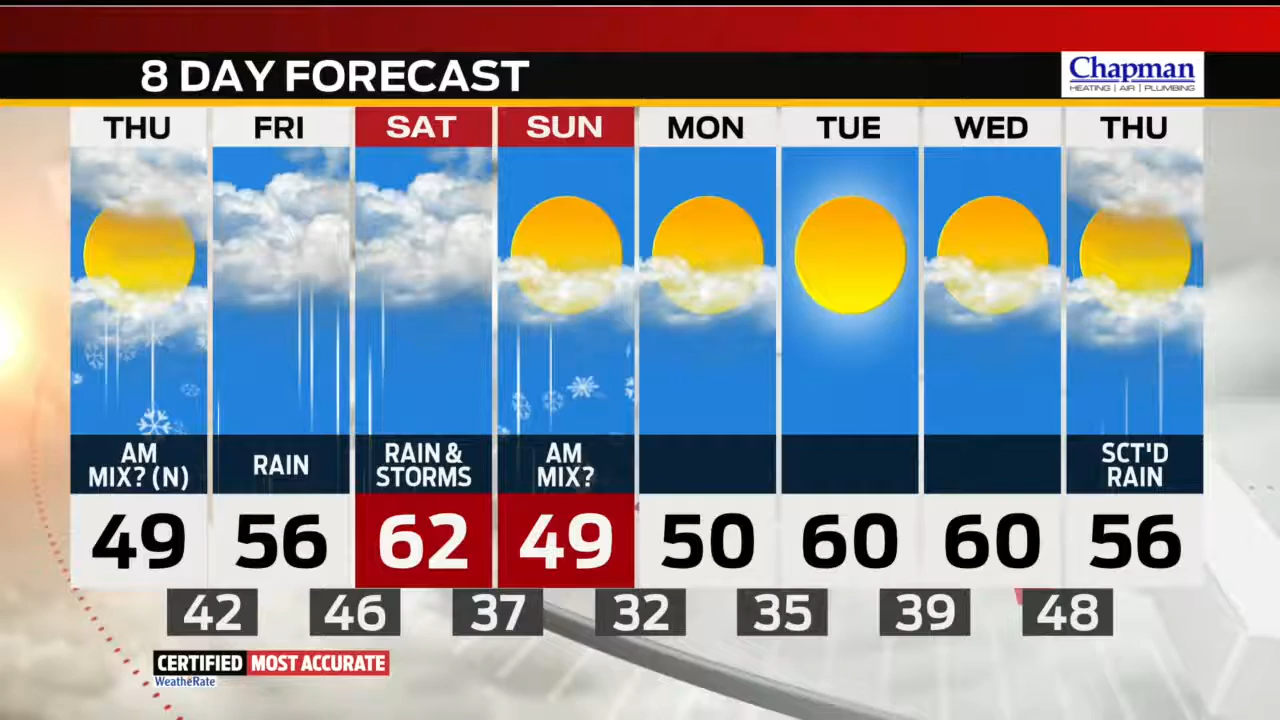 8 DAY FORECAST
Chapman
HEATING | AIR | PLUMBING
THU FRI SAT SUN MON TUE WED THU
AM
MIX? (N)
RAIN
RAIN &
STORMS
AM
MIX?
SCT'D
RAIN
49 56 62 49 50 60 60 56
42 46 37 32 35 39 48
CERTIFIED MOST ACCURATE
WeatheRate